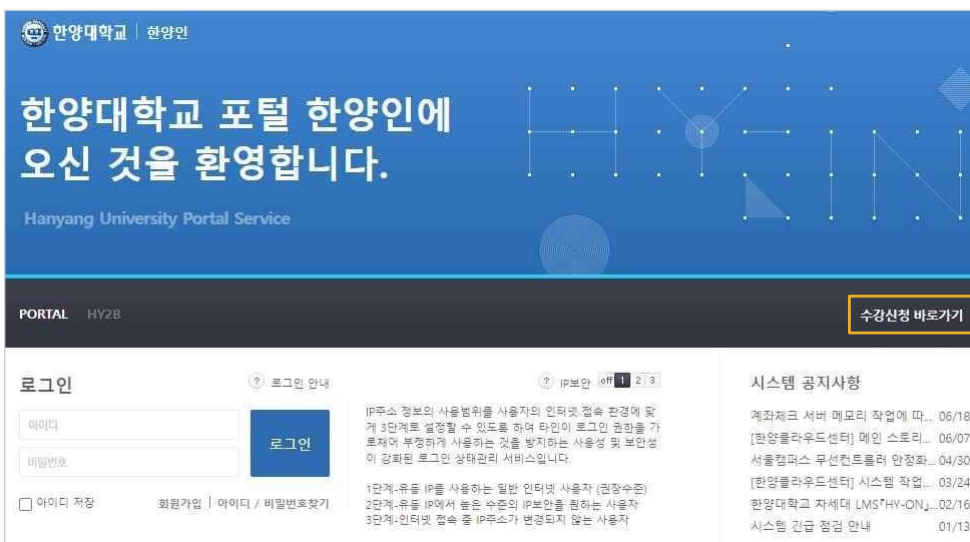 한양대학교 | 한양인
한양대학교 포털 한양인에
오신 것을 환영합니다.
Hanyang University Portal Service
PORTAL HY2B
수강신청 바로가기
로그인
? 로그인 안내
아이디
비밀번호
로그인
아이디 저장
회원가입 | 아이디 / 비밀번호찾기
? IP보안 off 1 2 3
IP주소 정보의 사용범위를 사용자의 인터넷 접속 환경에 맞
게 3단계로 설정할 수 있도록 하여 타인이 로그인 권한을 가
로채어 부정하게 사용하는 것을 방지하는 사용성 및 보안성
이 강화된 로그인 상태관리 서비스입니다.
1단계-유동 IP를 사용하는 일반 인터넷 사용자 (권장수준)
2단계-유동 IP에서 높은 수준의 IP보안을 원하는 사용자
3단계-인터넷 접속 중 IP주소가 변경되지 않는 사용자
시스템 공지사항
계좌체크 서버 메모리 작업에 따... 06/18
[한양클라우드센터] 메인 스토리... 06/07
서울캠퍼스 무선컨트롤러 안정화... 04/30
[한양클라우드센터] 시스템 작업... 03/24
한양대학교 차세대 LMS『HY-ON』... 02/16
시스템 긴급 점검 안내 01/13